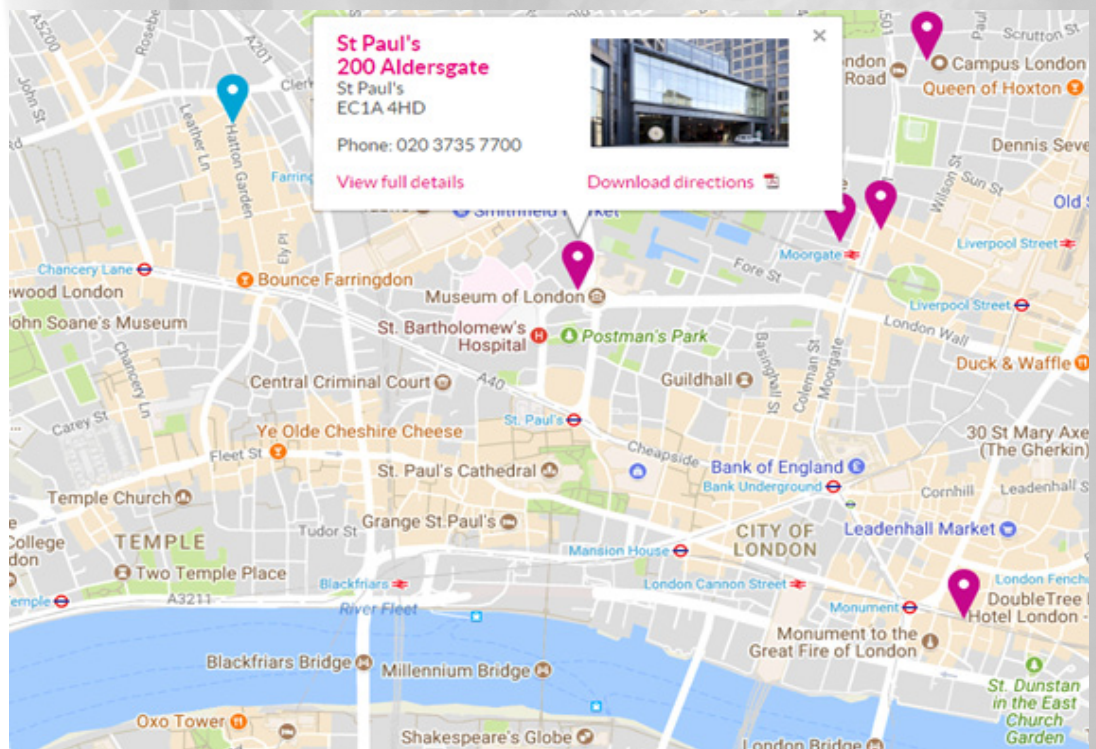 A5200
Rosebe
A201
Clerk
John St
Leather Ln
Hatton Garden
Farring
Ely Pl
St Paul's
200 Aldersgate
St Paul's
EC1A 4HD
Phone: 020 3735 7700
View full details
Download directions
×
A501
Paul
Scrutton St
London
Road
Campus London
Queen of Hoxton
Dennis Seve
Wilson St
Sun St
Old S
Smithfield Market
Moorgate
Liverpool Street
Fore St
Chancery Lane
Bounce Farringdon
ewood London
Museum of London
Liverpool Street
London Wall
John Soane's Museum
St. Bartholomew's
Hospital
Postman's Park
Basinghall St
Coleman St
Moorgate
Duck & Waffle
Chancery Ln
Central Criminal Court
A40
Guildhall
Carey St
St. Paul's
Ye Olde Cheshire Cheese
Cheapside
30 St Mary Axe
(The Gherkin)
Fleet St
St. Paul's Cathedral
Bank of England
Bank Underground
Cornhill
Leadenhall S
Temple Church
Grange St.Paul's
Leadenhall Market
College
don
TEMPLE
Tudor St
Mansion House
CITY OF
LONDON
Two Temple Place
Blackfriars
London Cannon Street
London Fench
emple
A3211
River Fleet
Monument
DoubleTree
Hotel London -
Monument to the
Great Fire of London
Blackfriars Bridge
Millennium Bridge
St. Dunstan
in the East
Church
Garden
Oxo Tower
Shakespeare's Globe
London Bridge